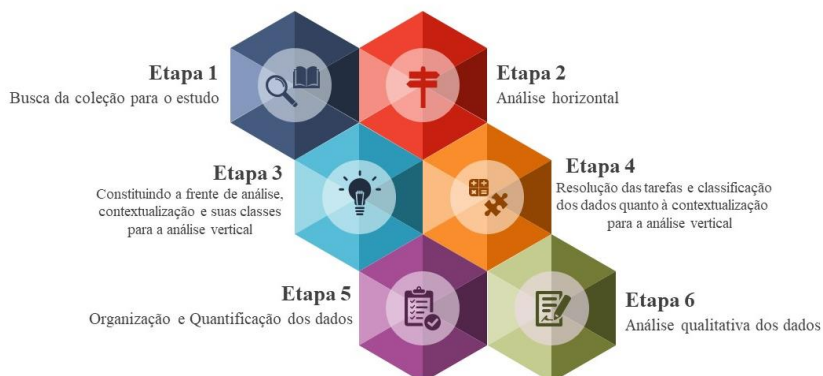 Etapa 1
Busca da coleção para o estudo
Etapa 2
Análise horizontal
Etapa 3
Constituindo a frente de análise,
contextualização e suas classes
para a análise vertical
Etapa 4
Resolução das tarefas e classificação
dos dados quanto à contextualização
para a análise vertical
Etapa 5
Organização e Quantificação dos dados
Etapa 6
Análise qualitativa dos dados